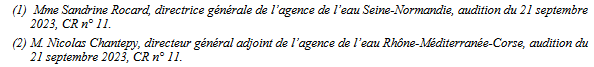 (1) Mme Sandrine Rocard, directrice générale de l'agence de l'eau Seine-Normandie, audition du 21 septembre
2023, CR n° 11.
(2) M. Nicolas Chantepy, directeur général adjoint de l'agence de l'eau Rhône-Méditerranée-Corse, audition du
21 septembre 2023, CR n° 11.